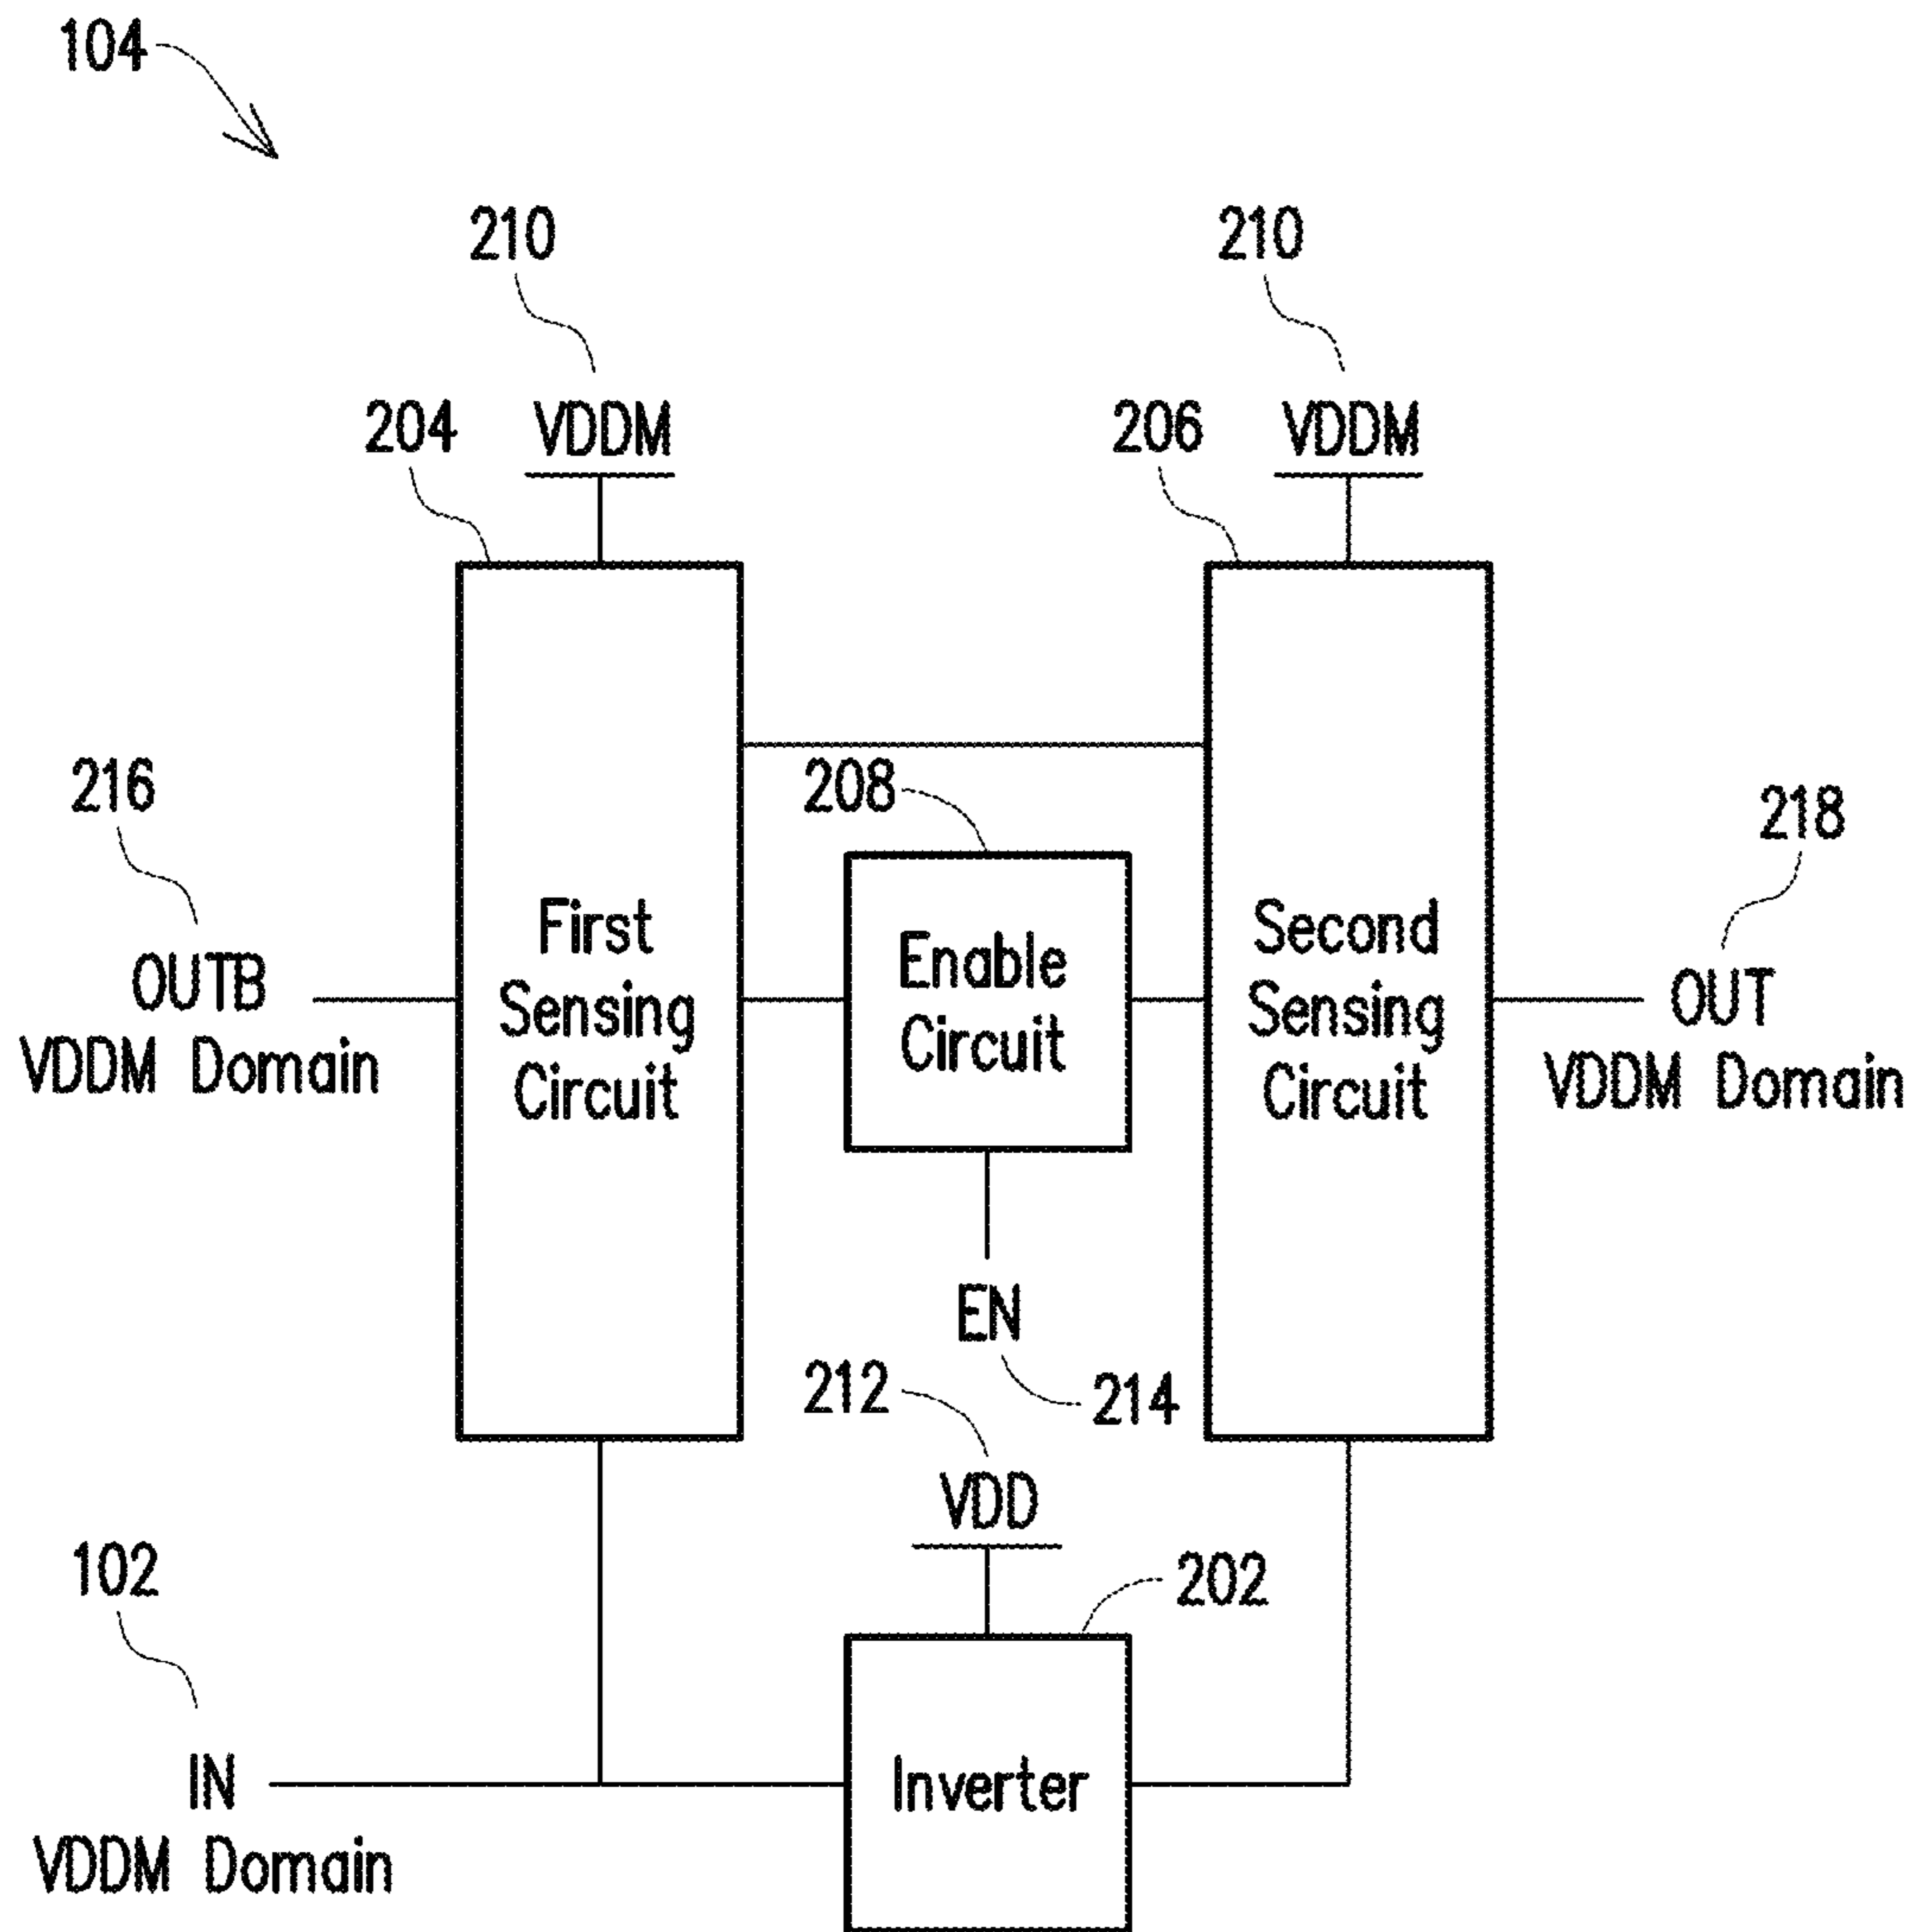 104
210
210
204
VDDM
206
VDDM
216
208
218
First
Sensing
Circuit
Enable
Circuit
Second
Sensing
Circuit
OUTB
VDDM Domain
OUT
VDDM Domain
EN
212
214
VDD
102
202
IN
VDDM Domain
Inverter